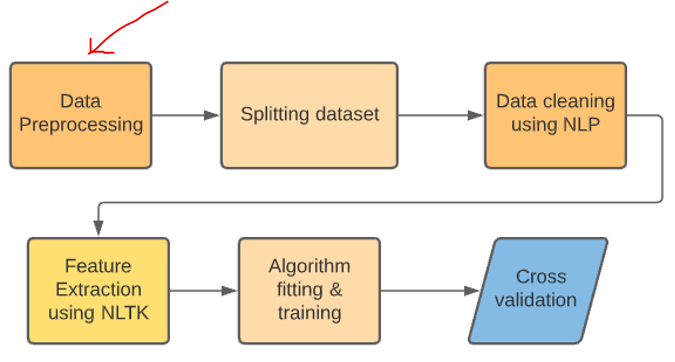 Data
Preprocessing
Splitting dataset
Data cleaning
using NLP
Feature
Extraction
using NLTK
Algorithm
fitting &
training
Cross
validation